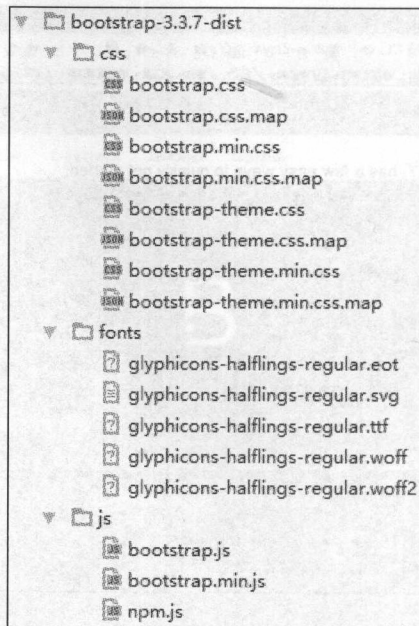 bootstrap-3.3.7-dist
css
bootstrap.css
bootstrap.css.map
bootstrap.min.css
bootstrap.min.css.map
bootstrap-theme.css
bootstrap-theme.css.map
bootstrap-theme.min.css
bootstrap-theme.min.css.map
fonts
glyphicons-halflings-regular.eot
glyphicons-halflings-regular.svg
glyphicons-halflings-regular.ttf
glyphicons-halflings-regular.woff
glyphicons-halflings-regular.woff2
js
bootstrap.js
bootstrap.min.js
npm.js